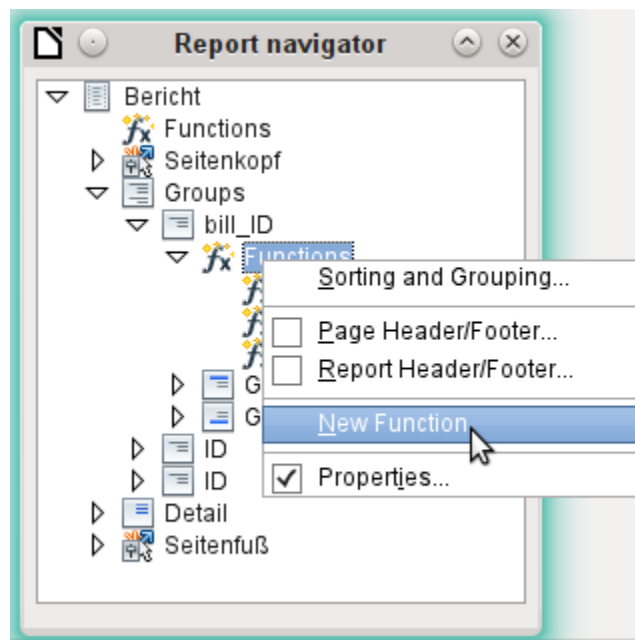 Report navigator
Bericht
Functions
Seitenkopf
Groups
bill_ID
Functions
Sorting and Grouping...
Page Header/Footer...
Report Header/Footer...
G
New Function
G
ID
ID
Properties...
Detail
Seitenfuß